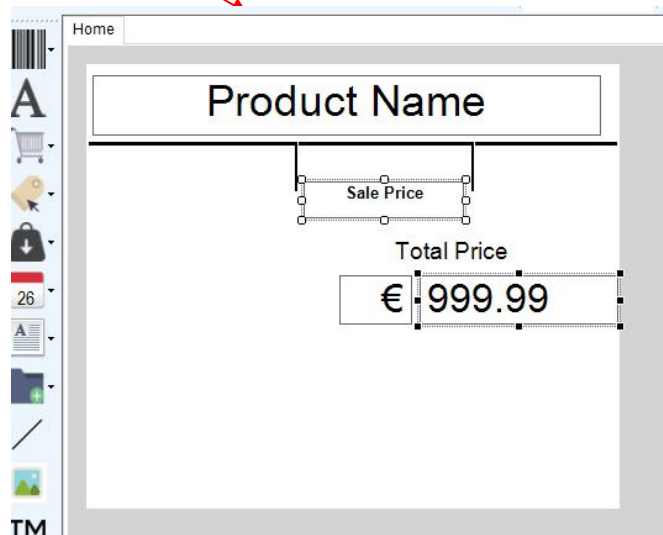 Home
A
Product Name
Sale Price
Total Price
€ 999.99
26
A
TM